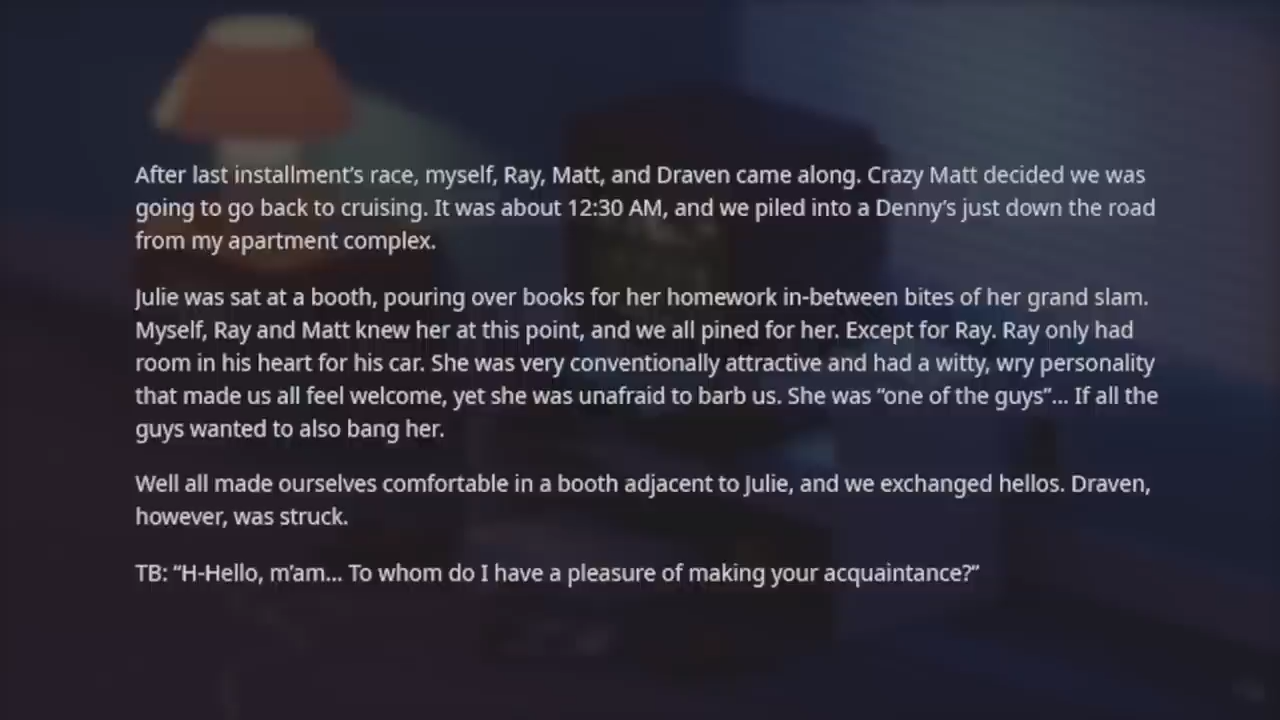 After last installment’s race, myself, Ray, Matt, and Draven came along. Crazy Matt decided we was
going to go back to cruising. It was about 12:30 AM, and we piled into a Denny’s just down the road
from my apartment complex.
Julie was sat at a booth, pouring over books for her homework in-between bites of her grand slam.
Myself, Ray and Matt knew her at this point, and we all pined for her. Except for Ray. Ray only had
room in his heart for his car. She was very conventionally attractive and had a witty, wry personality
that made us all feel welcome, yet she was unafraid to barb us. She was “one of the guys”... If all the
guys wanted to also bang her.
Well all made ourselves comfortable in a booth adjacent to Julie, and we exchanged hellos. Draven,
however, was struck.
TB: “H-Hello, m’am... To whom do I have a pleasure of making your acquaintance?”